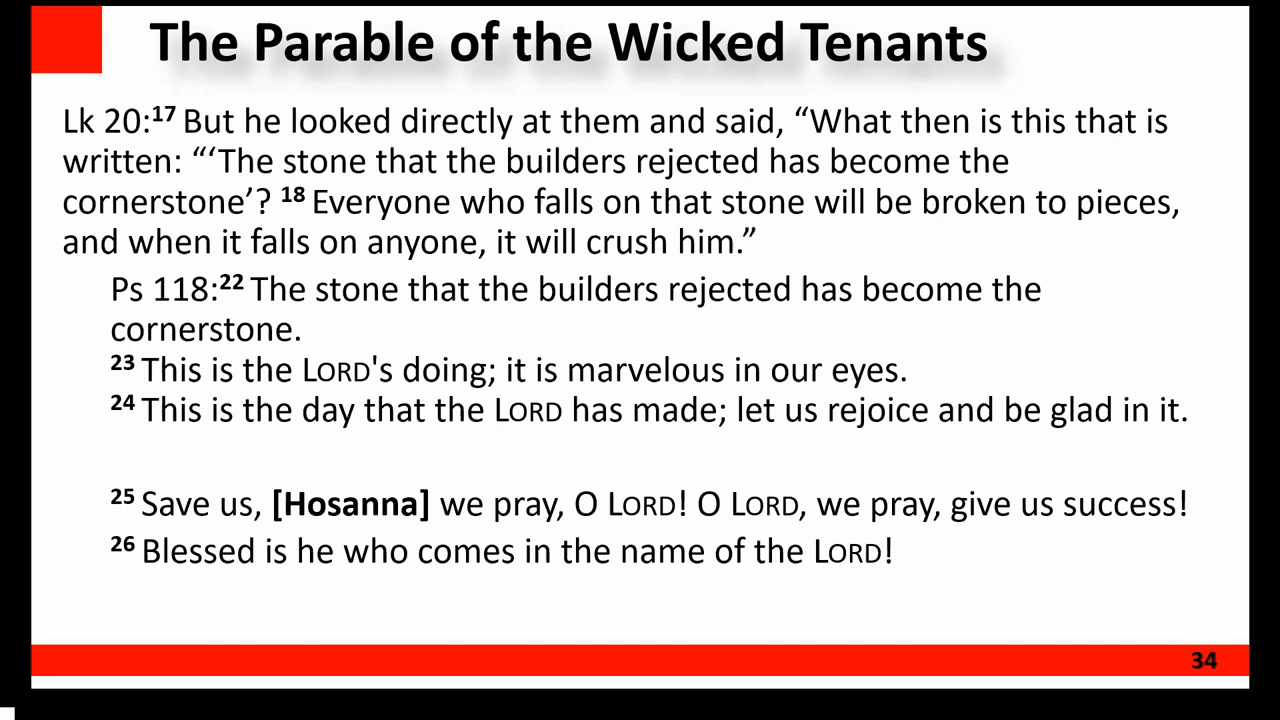 The Parable of the Wicked Tenants
Lk 20:17 But he looked directly at them and said, “What then is this that is
written: “‘The stone that the builders rejected has become the
cornerstone’? 18 Everyone who falls on that stone will be broken to pieces,
and when it falls on anyone, it will crush him.”
Ps 118:22 The stone that the builders rejected has become the
cornerstone.
23 This is the LORD's doing; it is marvelous in our eyes.
24 This is the day that the LORD has made; let us rejoice and be glad in it.
25 Save us, [Hosanna] we pray, O LORD! O LORD, we pray, give us success!
26 Blessed is he who comes in the name of the LORD!
34